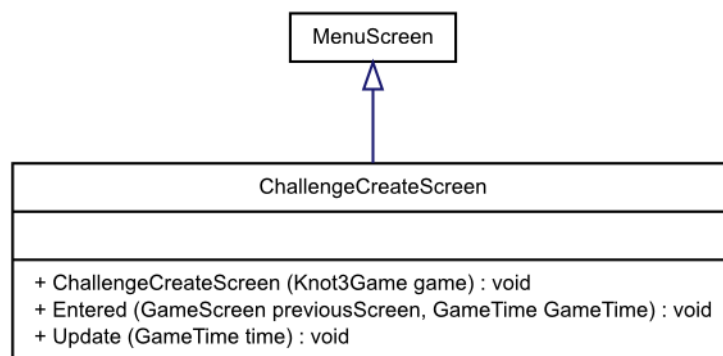 MenuScreen
ChallengeCreateScreen
+ ChallengeCreateScreen (Knot3Game game) : void
+ Entered (GameScreen previousScreen, GameTime GameTime) : void
+ Update (GameTime time) : void